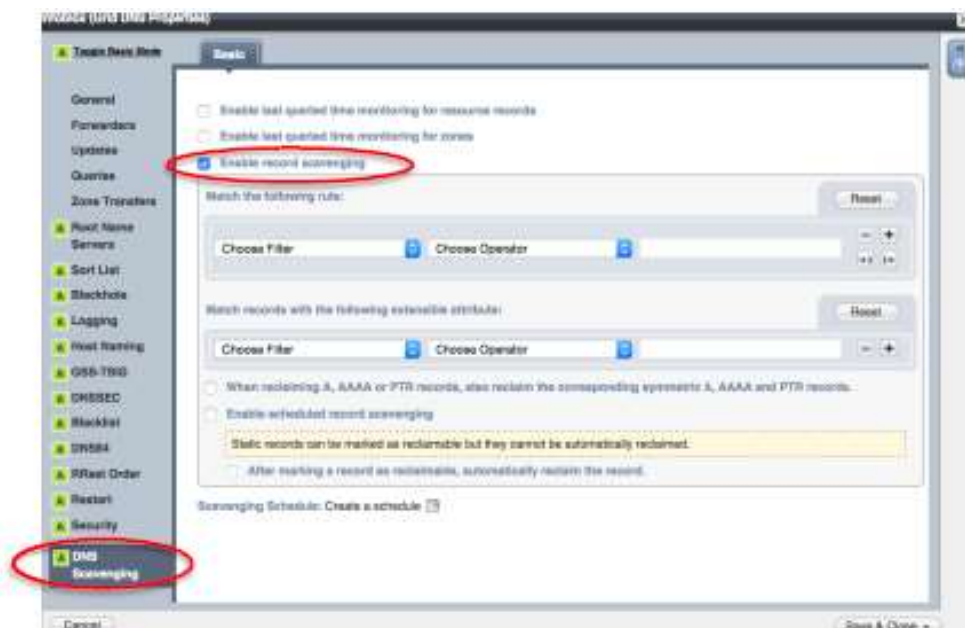 Infoblox (Grid DNS Properties)
Toggle Basic Mode
Basic
General
Forwarders
Updates
Queries
Zone Transfers
Root Name
Servers
Sort List
Blackhole
Logging
Host Naming
GSS-TSIG
DNSSEC
Blacklist
DNS64
RRset Order
Restart
Security
DNS
Scavenging
Enable last queried time monitoring for resource records
Enable last queried time monitoring for zones
Enable record scavenging
Match the following rule:
Reset
Choose Filter
Choose Operator
Match records with the following extensible attribute:
Reset
Choose Filter
Choose Operator
When reclaiming A, AAAA or PTR records, also reclaim the corresponding symmetric A, AAAA and PTR records.
Enable scheduled record scavenging
Static records can be marked as reclaimable but they cannot be automatically reclaimed.
After marking a record as reclaimable, automatically reclaim the record.
Scavenging Schedule: Create a schedule
Cancel
Save & Close